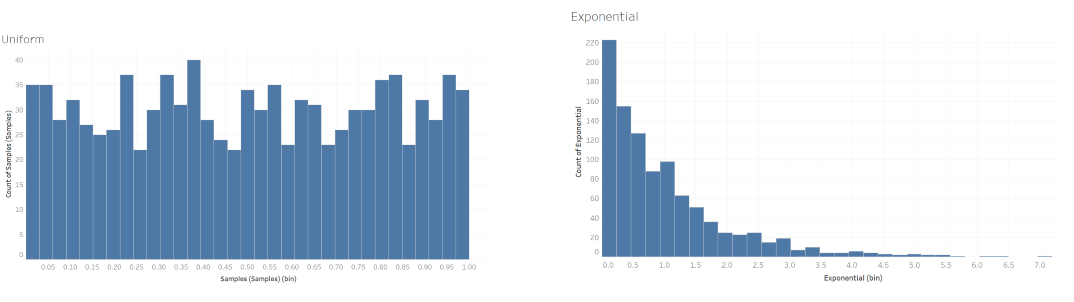 Uniform
Count of Samples (Samples)
40
35
30
25
20
15
10
5
0
0.05 0.10 0.15 0.20 0.25 0.30 0.35 0.40 0.45 0.50 0.55 0.60 0.65 0.70 0.75 0.80 0.85 0.90 0.95 1.00
Samples (Samples) (bin)
Exponential
Count of Exponential
220
200
180
160
140
120
100
80
60
40
20
0
0.0 0.5 1.0 1.5 2.0 2.5 3.0 3.5 4.0 4.5 5.0 5.5 6.0 6.5 7.0
Exponential (bin)